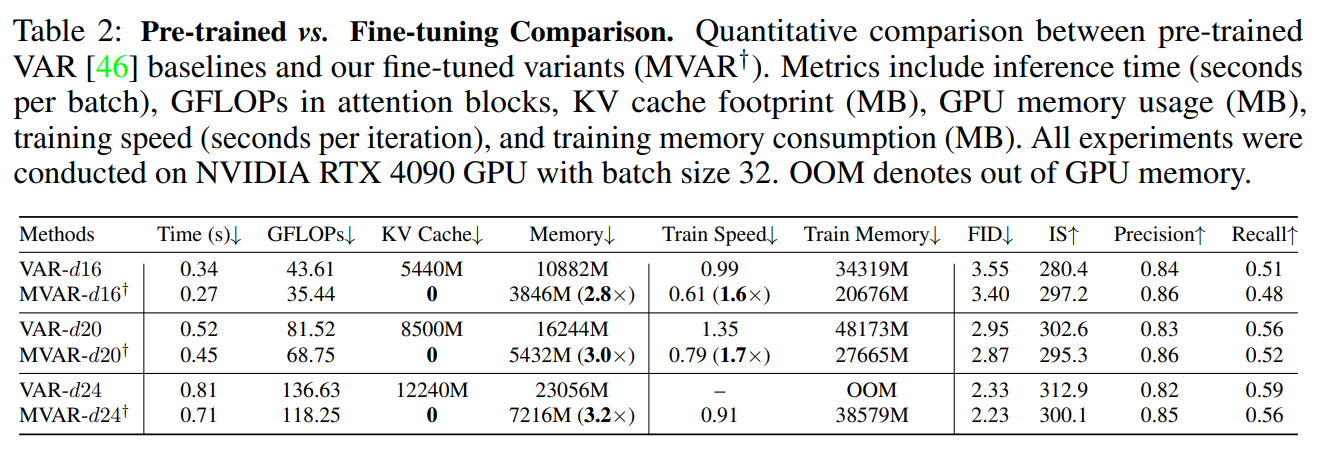 Table 2: Pre-trained vs. Fine-tuning Comparison. Quantitative comparison between pre-trained
VAR [46] baselines and our fine-tuned variants (MVAR†). Metrics include inference time (seconds
per batch), GFLOPs in attention blocks, KV cache footprint (MB), GPU memory usage (MB),
training speed (seconds per iteration), and training memory consumption (MB). All experiments were
conducted on NVIDIA RTX 4090 GPU with batch size 32. OOM denotes out of GPU memory.
Methods Time (s)↓ GFLOPs↓ KV Cache↓ Memory↓ Train Speed↓ Train Memory↓ FID↓ IS↑ Precision↑ Recall↑
VAR-d16 0.34 43.61 5440M 10882M 0.99 34319M 3.55 280.4 0.84 0.51
MVAR-d16† 0.27 35.44 0 3846M (2.8×) 0.61 (1.6×) 20676M 3.40 297.2 0.86 0.48
VAR-d20 0.52 81.52 8500M 16244M 1.35 48173M 2.95 302.6 0.83 0.56
MVAR-d20† 0.45 68.75 0 5432M (3.0×) 0.79 (1.7×) 27665M 2.87 295.3 0.86 0.52
VAR-d24 0.81 136.63 12240M 23056M – OOM 2.33 312.9 0.82 0.59
MVAR-d24† 0.71 118.25 0 7216M (3.2×) 0.91 38579M 2.23 300.1 0.85 0.56